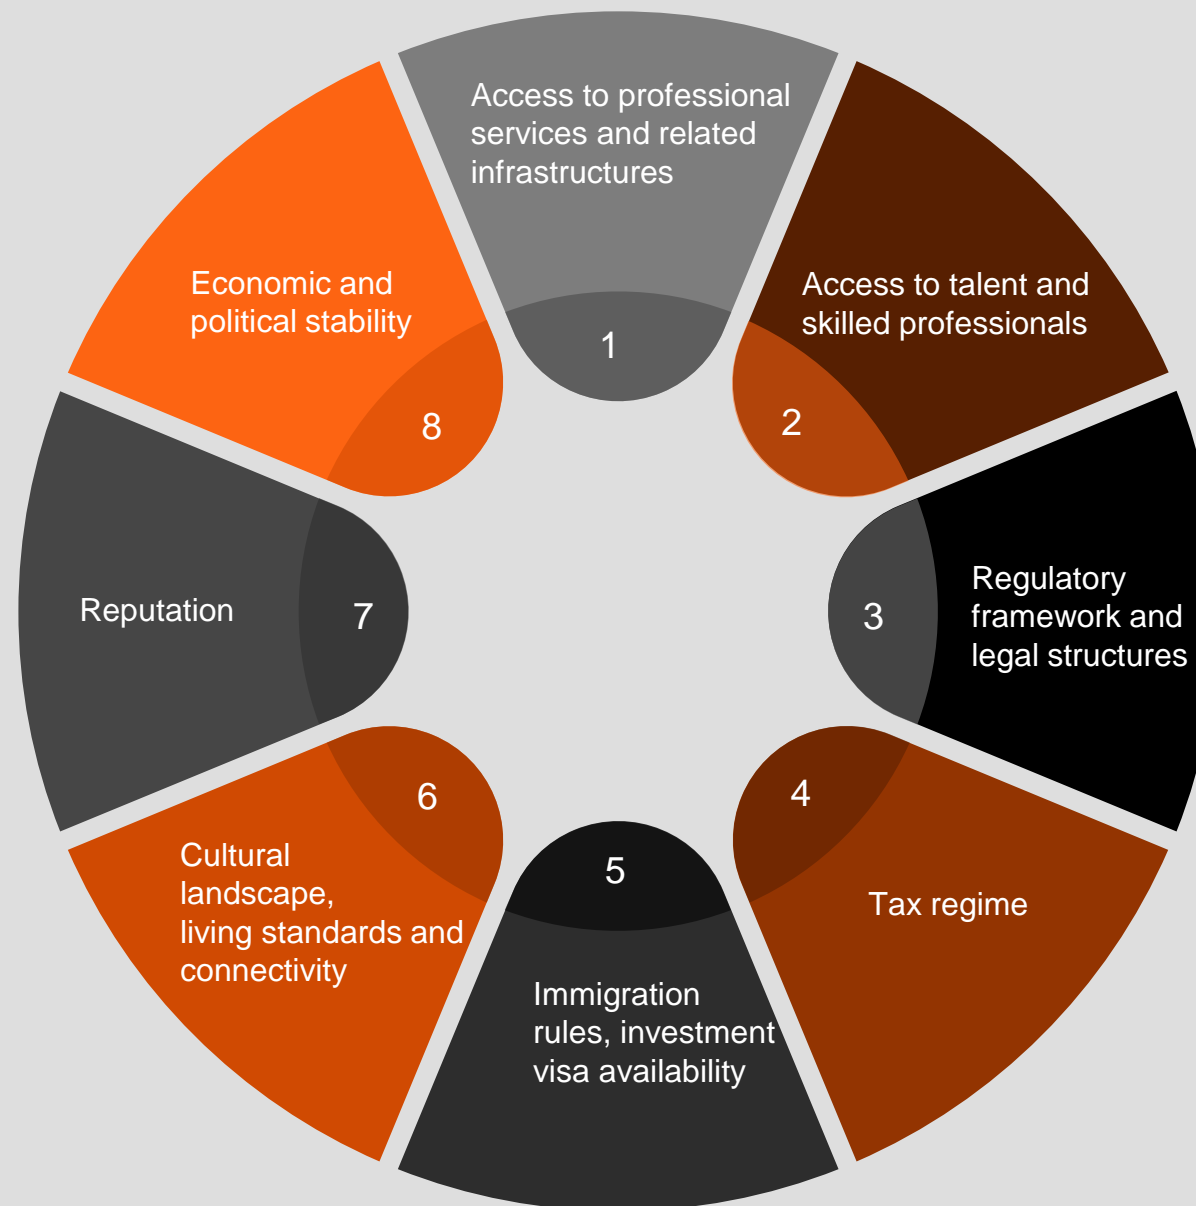 Access to professional
services and related
infrastructures
1
Access to talent and
skilled professionals
2
Regulatory
framework and
legal structures
3
Tax regime
4
Immigration
rules, investment
visa availability
5
Cultural
landscape,
living standards and
connectivity
6
Reputation
7
Economic and
political stability
8